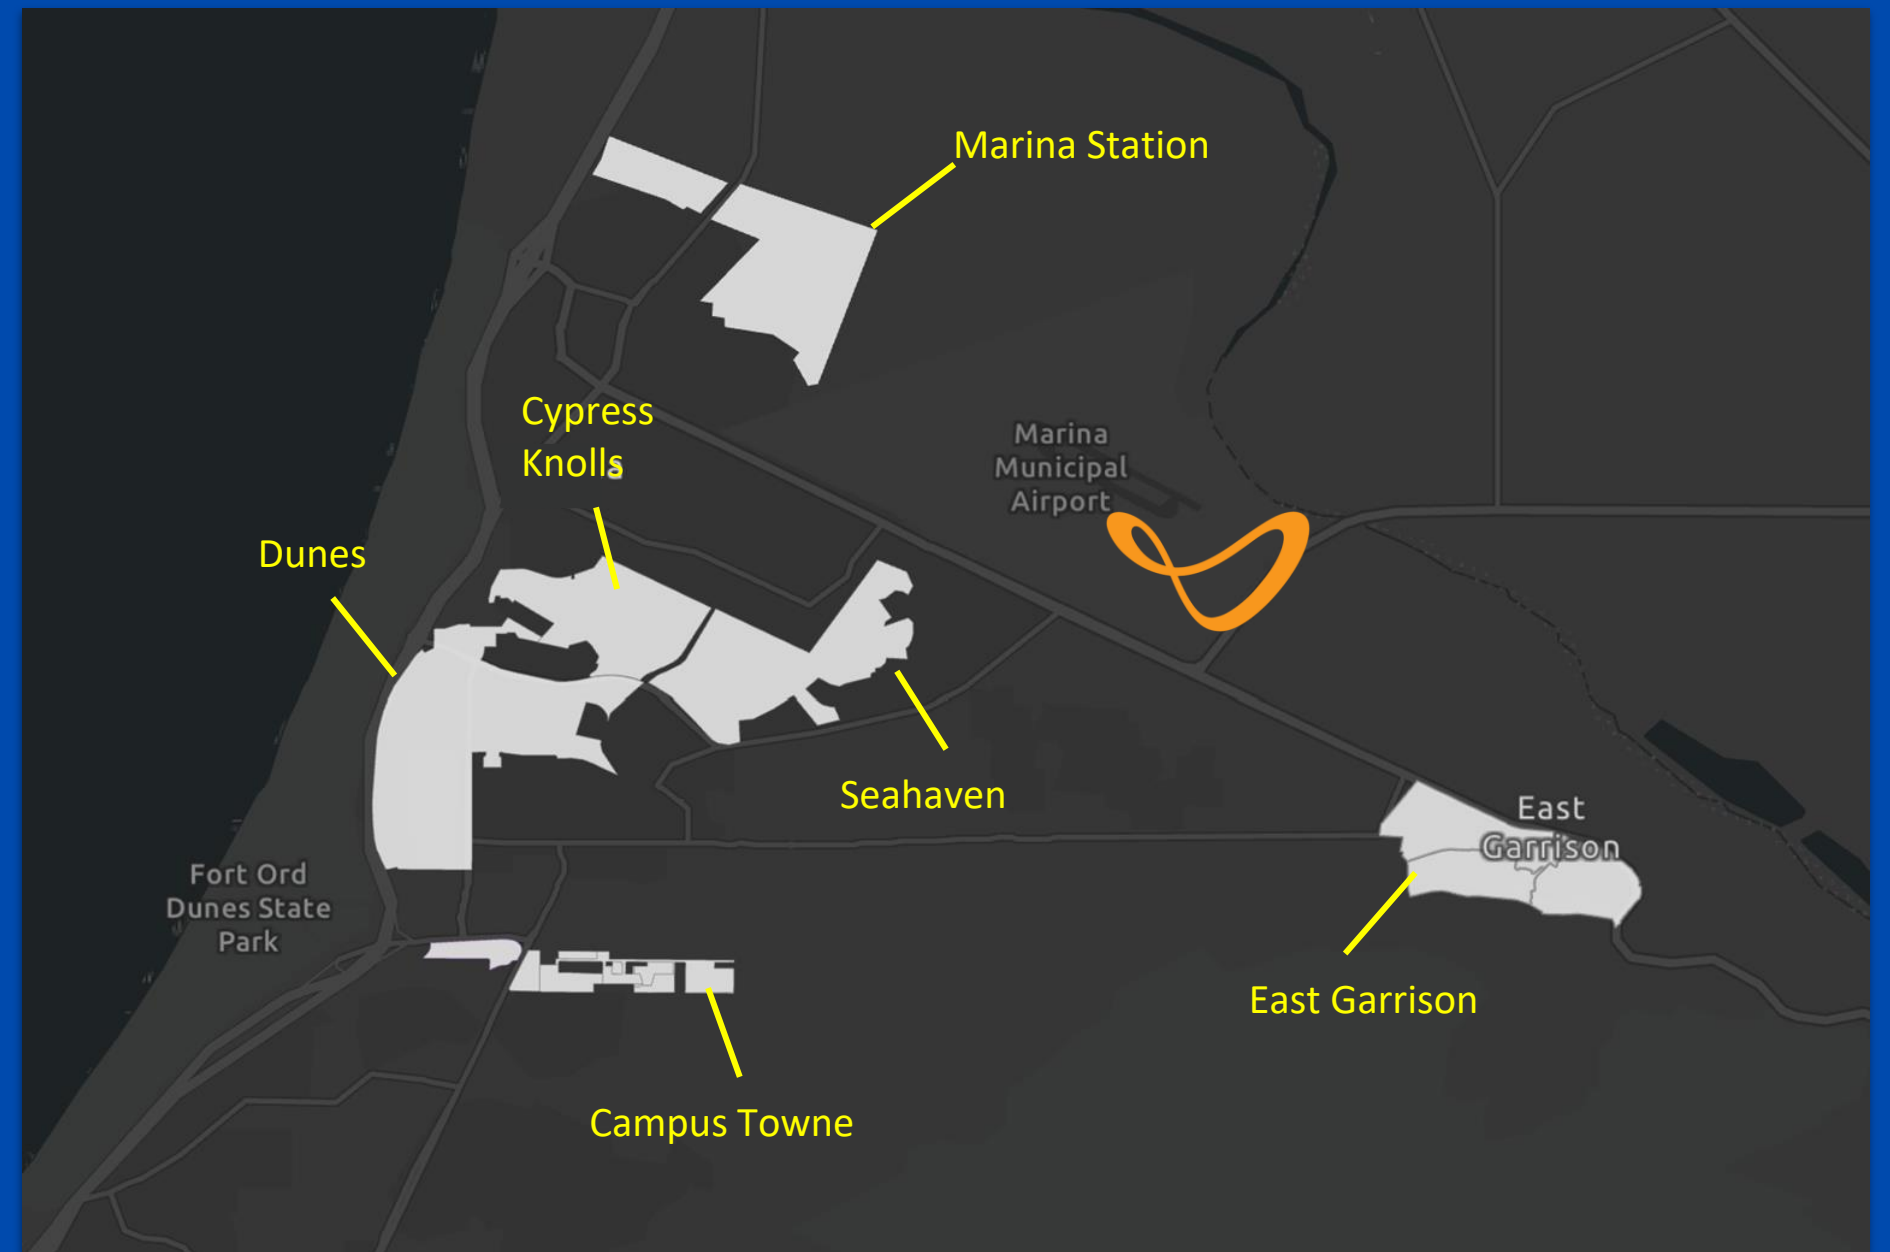 Marina Station
Cypress
Knolls
Marina
Municipal
Airport
Dunes
Seahaven
East
Garrison
Fort Ord
Dunes State
Park
East Garrison
Campus Towne